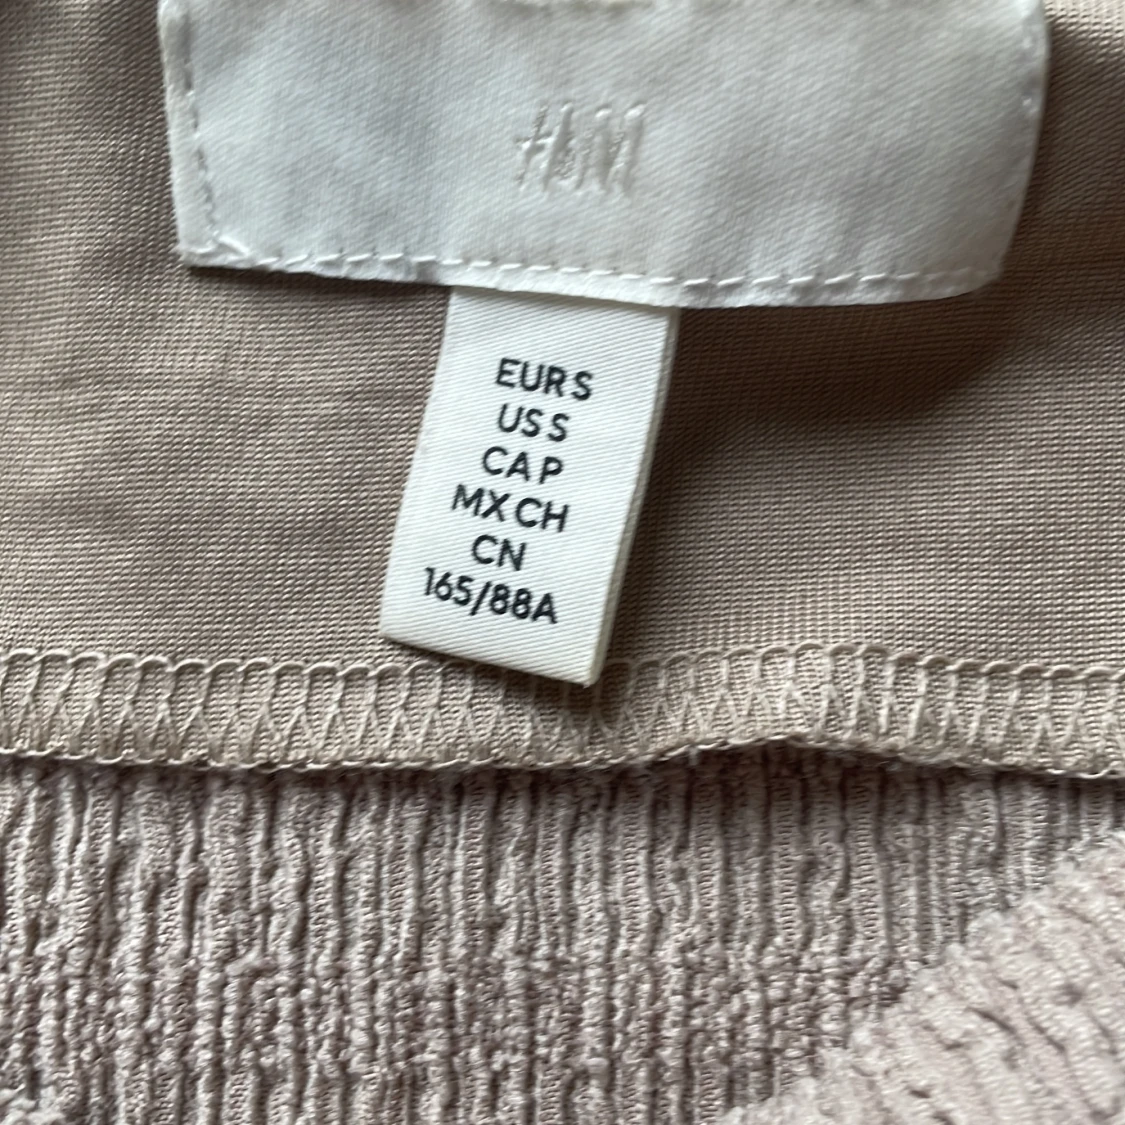 H&M
EUR S
US S
CA P
MX CH
CN
165/88A